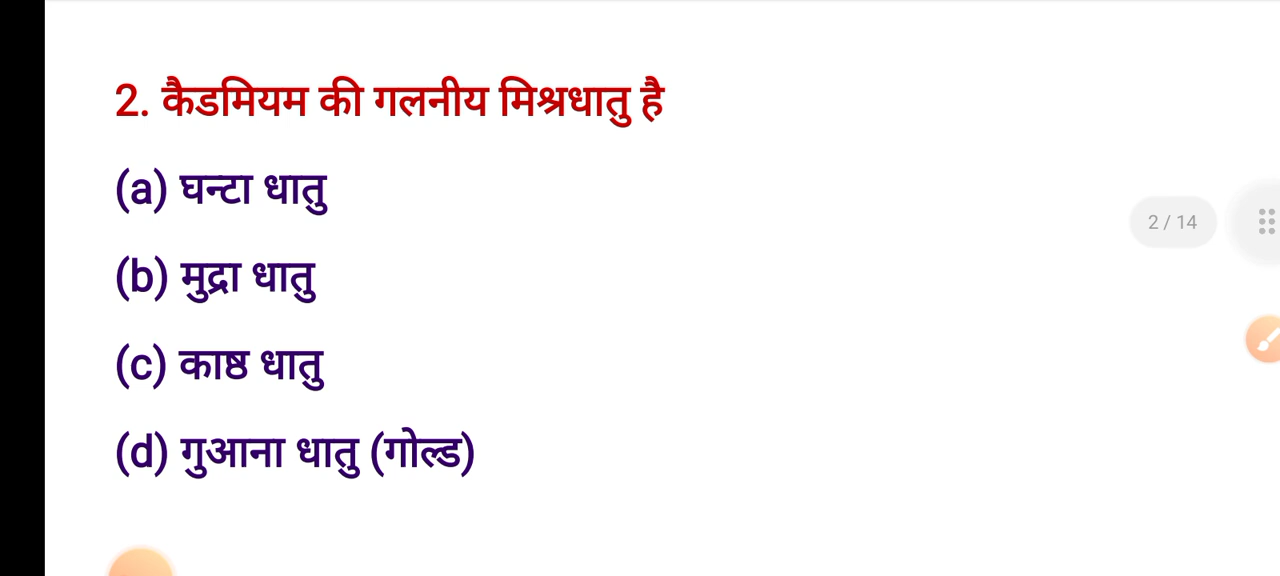 2. कैडमियम की गलनीय मिश्रधातु है
(a) घन्टा धातु
2 / 14
(b) मुद्रा धातु
(c) काष्ठ धातु
(d) गुआना धातु (गोल्ड)